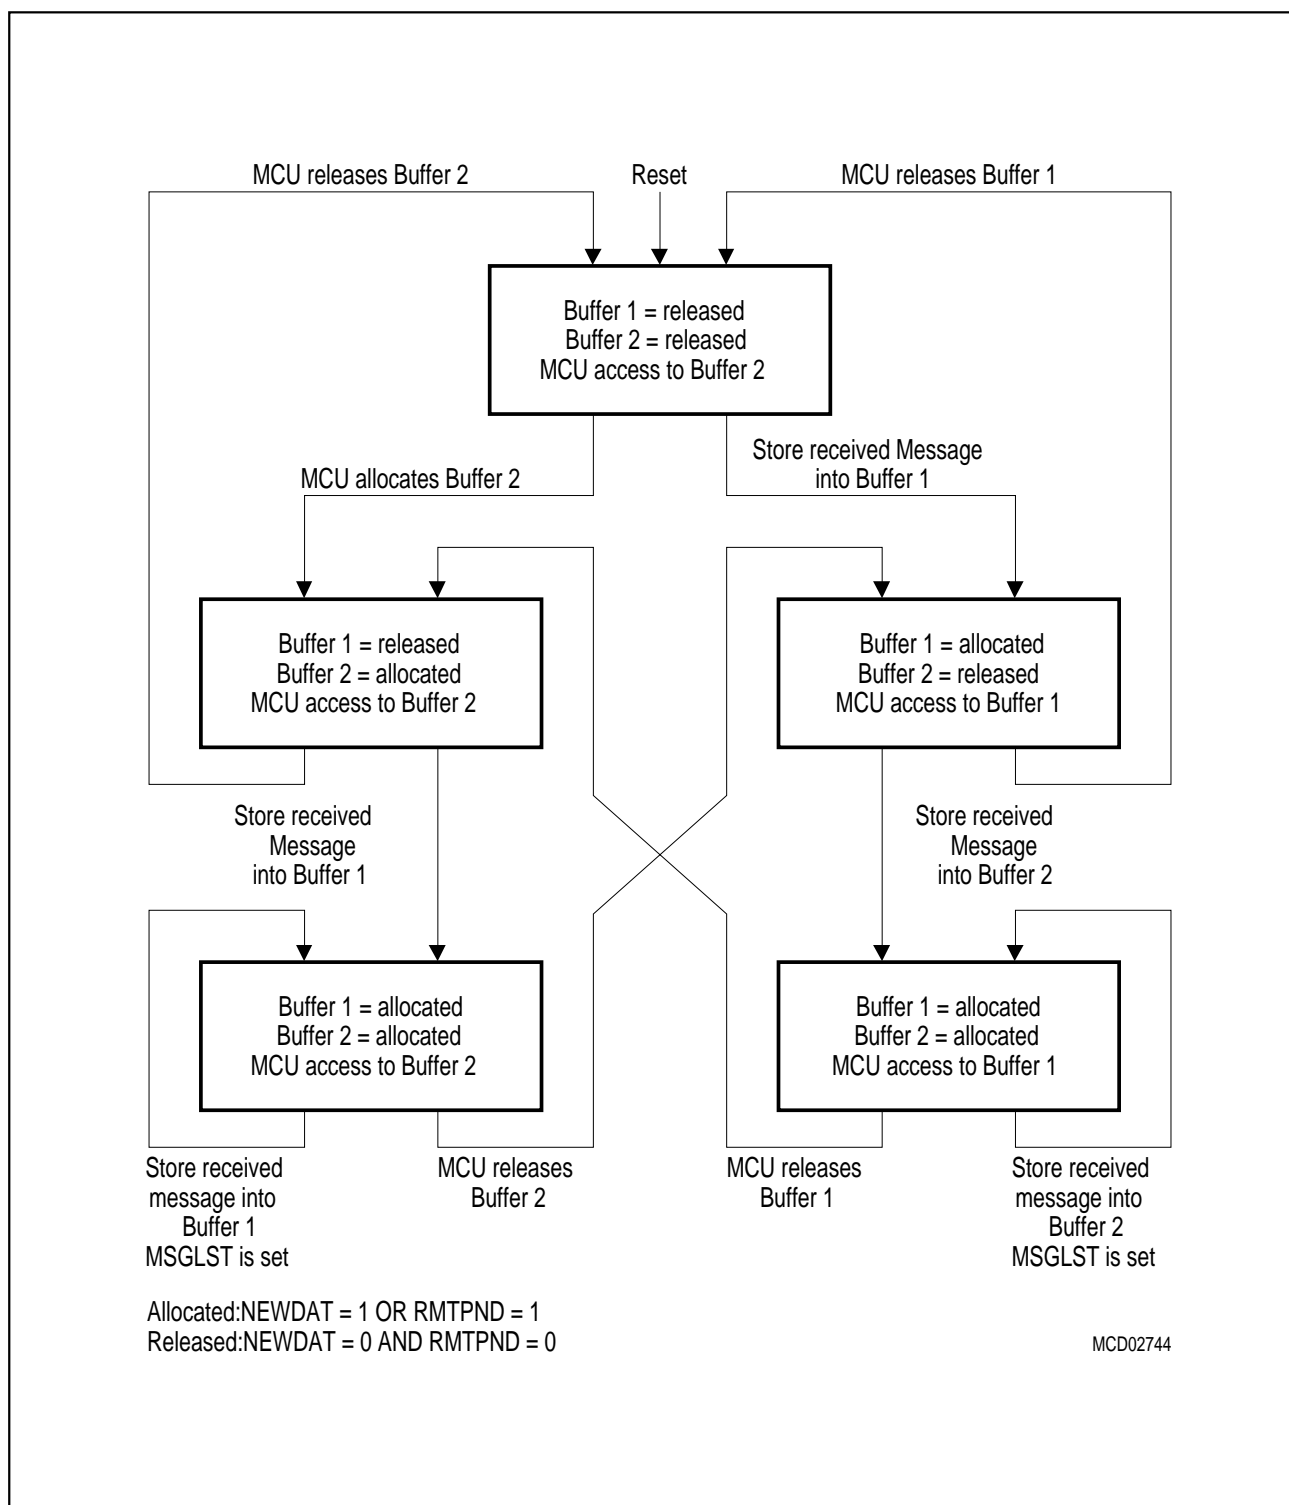 MCU releases Buffer 2
Reset
MCU releases Buffer 1
Buffer 1 = released
Buffer 2 = released
MCU access to Buffer 2
MCU allocates Buffer 2
Store received Message
into Buffer 1
Buffer 1 = released
Buffer 2 = allocated
MCU access to Buffer 2
Buffer 1 = allocated
Buffer 2 = released
MCU access to Buffer 1
Store received
Message
into Buffer 1
Store received
Message
into Buffer 2
Buffer 1 = allocated
Buffer 2 = allocated
MCU access to Buffer 2
Buffer 1 = allocated
Buffer 2 = allocated
MCU access to Buffer 1
Store received
message into
Buffer 1
MSGLST is set
MCU releases
Buffer 2
MCU releases
Buffer 1
Store received
message into
Buffer 2
MSGLST is set
Allocated:NEWDAT = 1 OR RMTPND = 1
Released:NEWDAT = 0 AND RMTPND = 0
MCD02744